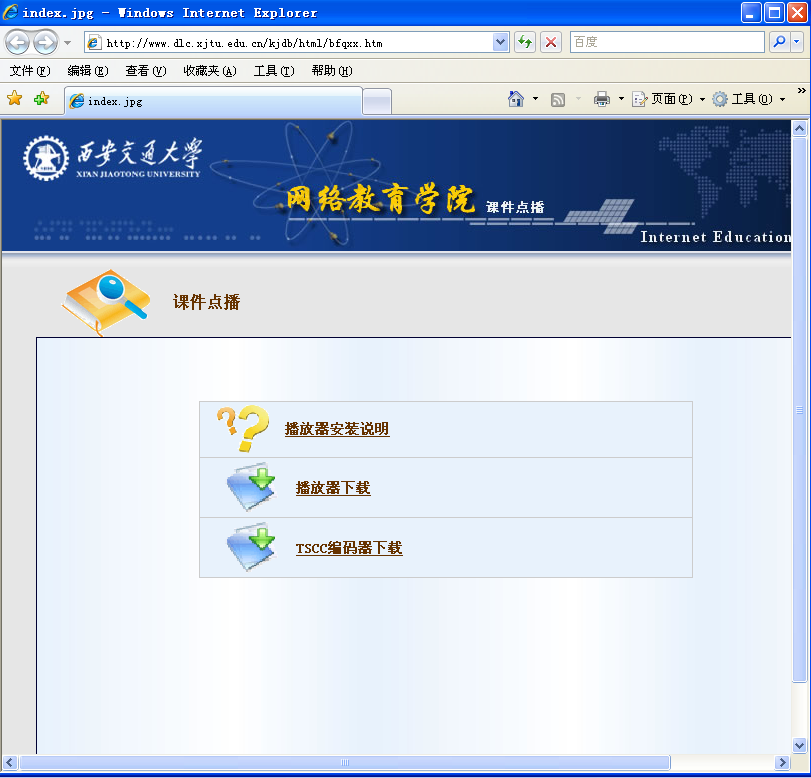 index.jpg - Windows Internet Explorer
http://www.dlc.xjtu.edu.cn/kjdb/html/bfqxx.htm
百度
文件(F) 编辑(E) 查看(V) 收藏夹(A) 工具(T) 帮助(H)
index.jpg
页面(P) 工具(O) »
西安交通大学
XI'AN JIAOTONG UNIVERSITY
网络教育学院 课件点播
Internet Education
课件点播
播放器安装说明
播放器下载
TSCC编码器下载